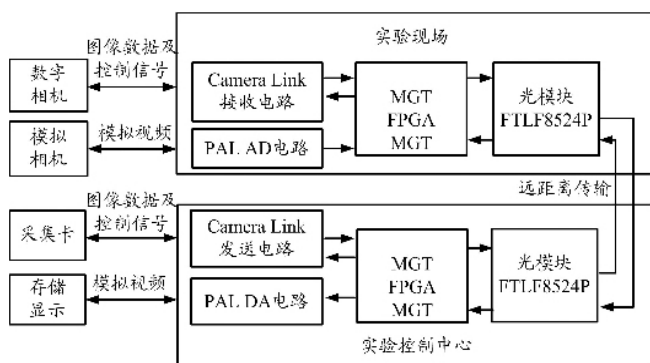 实验现场
图像数据及
控制信号
数字
相机
Camera Link
接收电路
MGT
FPGA
MGT
光模块
FTLF8524P
模拟
相机
模拟视频
PAL AD电路
远距离传输
图像数据及
控制信号
采集卡
Camera Link
发送电路
MGT
FPGA
MGT
光模块
FTLF8524P
存储
显示
模拟视频
PAL DA电路
实验控制中心